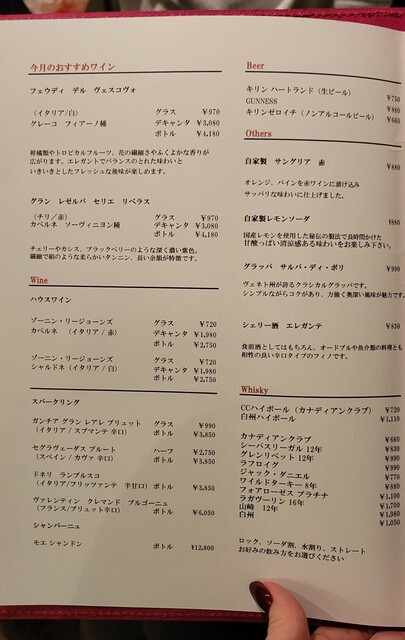 今月のおすすめワイン
フェウディ デル ヴェスコヴォ
(イタリア/白) グラス ¥970
グレーコ フィアーノ種 デキャンタ ¥3,080
ボトル ¥4,180
柑橘類やトロピカルフルーツ、花の繊細さやふくよかな香りが
広がります。エレガントでバランスのとれた味わいと
いきいきとしたフレッシュな後味が楽しめます。
グラン レゼルバ セリエ リベラス
(チリ/赤) グラス ¥970
カベルネ ソーヴィニヨン種 デキャンタ ¥3,080
ボトル ¥4,180
チェリーやカシス、ブラックベリーのような深く濃い紫色。
繊細で絹のような柔らかいタンニン、長い余韻が特徴です。
Wine
ハウスワイン
ゾーニン・リージョーンズ グラス ¥720
カベルネ (イタリア / 赤) デキャンタ ¥1,980
ボトル ¥2,750
ゾーニン・リージョーンズ グラス ¥720
シャルドネ (イタリア / 白) デキャンタ ¥1,980
ボトル ¥2,750
スパークリング
ガンチア グラン レアレ ブリュット グラス ¥990
(イタリア / スプマンテ 辛口) ボトル ¥3,850
セグラヴューダス ブルート ハーフ ¥2,750
(スペイン / カヴァ 辛口) ボトル ¥3,850
ドネリ ランブルスコ
(イタリア/フリッツァンテ 半甘口) ボトル ¥3,850
ヴァレンティン クレマンド ブルゴーニュ
(フランス/ブリュット辛口) ボトル ¥6,050
シャンパーニュ
モエ シャンドン ボトル ¥12,800
Beer
キリン ハートランド (生ビール) ¥750
GUNNESS ¥880
キリンゼロイチ (ノンアルコールビール) ¥660
Others
自家製 サングリア 赤 ¥880
オレンジ、パインを赤ワインに漬け込み
サッパリな味わいに仕上ました。
自家製レモンソーダ ¥880
国産レモンを使用した秘伝の製法で長時間かけた
甘酸っぱい清涼感ある味わいをお楽しみ下さい。
グラッパ サルバ・ディ・ポリ ¥990
ヴェネト州が誇るクラシカルグラッパです。
シンプルながらコクがあり、力強く奥深い風味が魅力です。
シェリー酒 エレガンテ ¥830
食前酒としてはもちろん、オードブルや魚介類の料理とも
相性の良い辛口タイプのフィノです。
Whisky
CCハイボール (カナディアンクラブ) ¥720
白州ハイボール ¥1,110
カナディアンクラブ ¥660
シーバスリーガル 12年 ¥830
グレンリベット 12年 ¥990
ラフロイグ ¥990
ジャック・ダニエル ¥770
ワイルドターキー 8年 ¥880
フォアローゼス プラチナ ¥1,100
ラガヴーリン 16年 ¥1,700
山崎 12年 ¥1,980
白州 ¥1,050
ロック、ソーダ割、水割り、ストレート
お好みの飲み方をお選びください